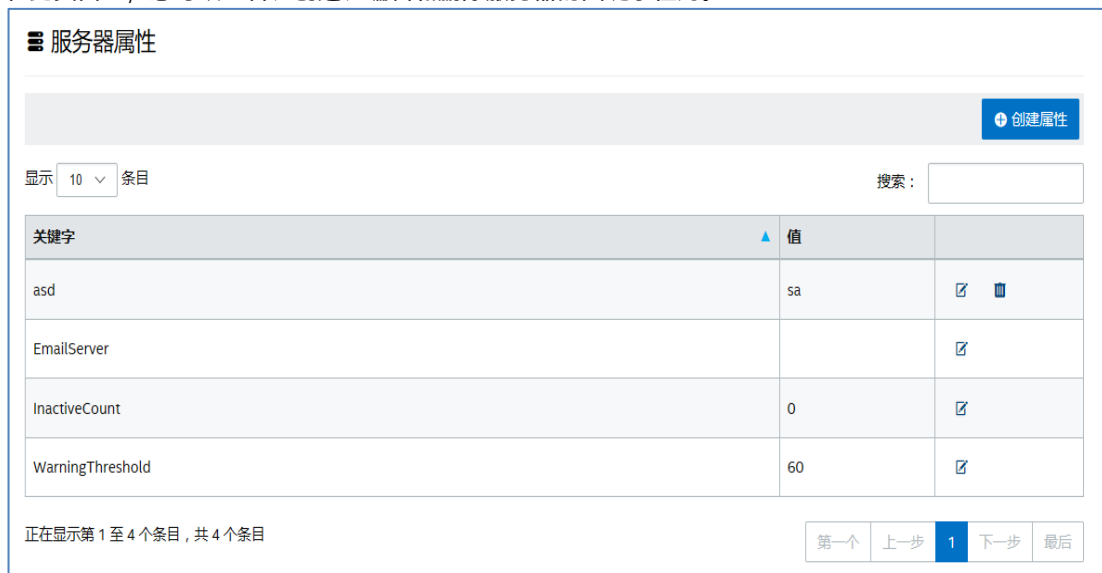 服务器属性
创建属性
显示 10 条目
搜索：
关键字 值
asd sa
EmailServer
InactiveCount 0
WarningThreshold 60
正在显示第 1 至 4 个条目，共 4 个条目
第一个 上一步 1 下一步 最后